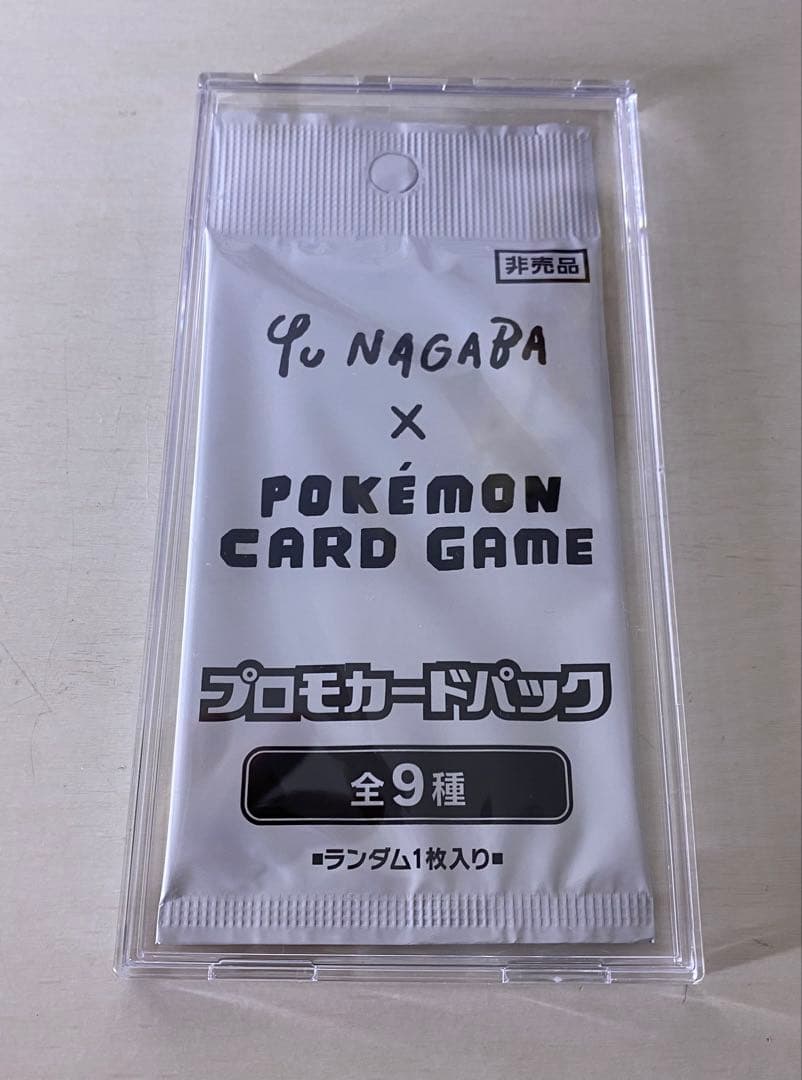 非売品
Yu NAGABA
×
POKÉMON
CARD GAME
プロモカードパック
全9種
■ランダム1枚入り■